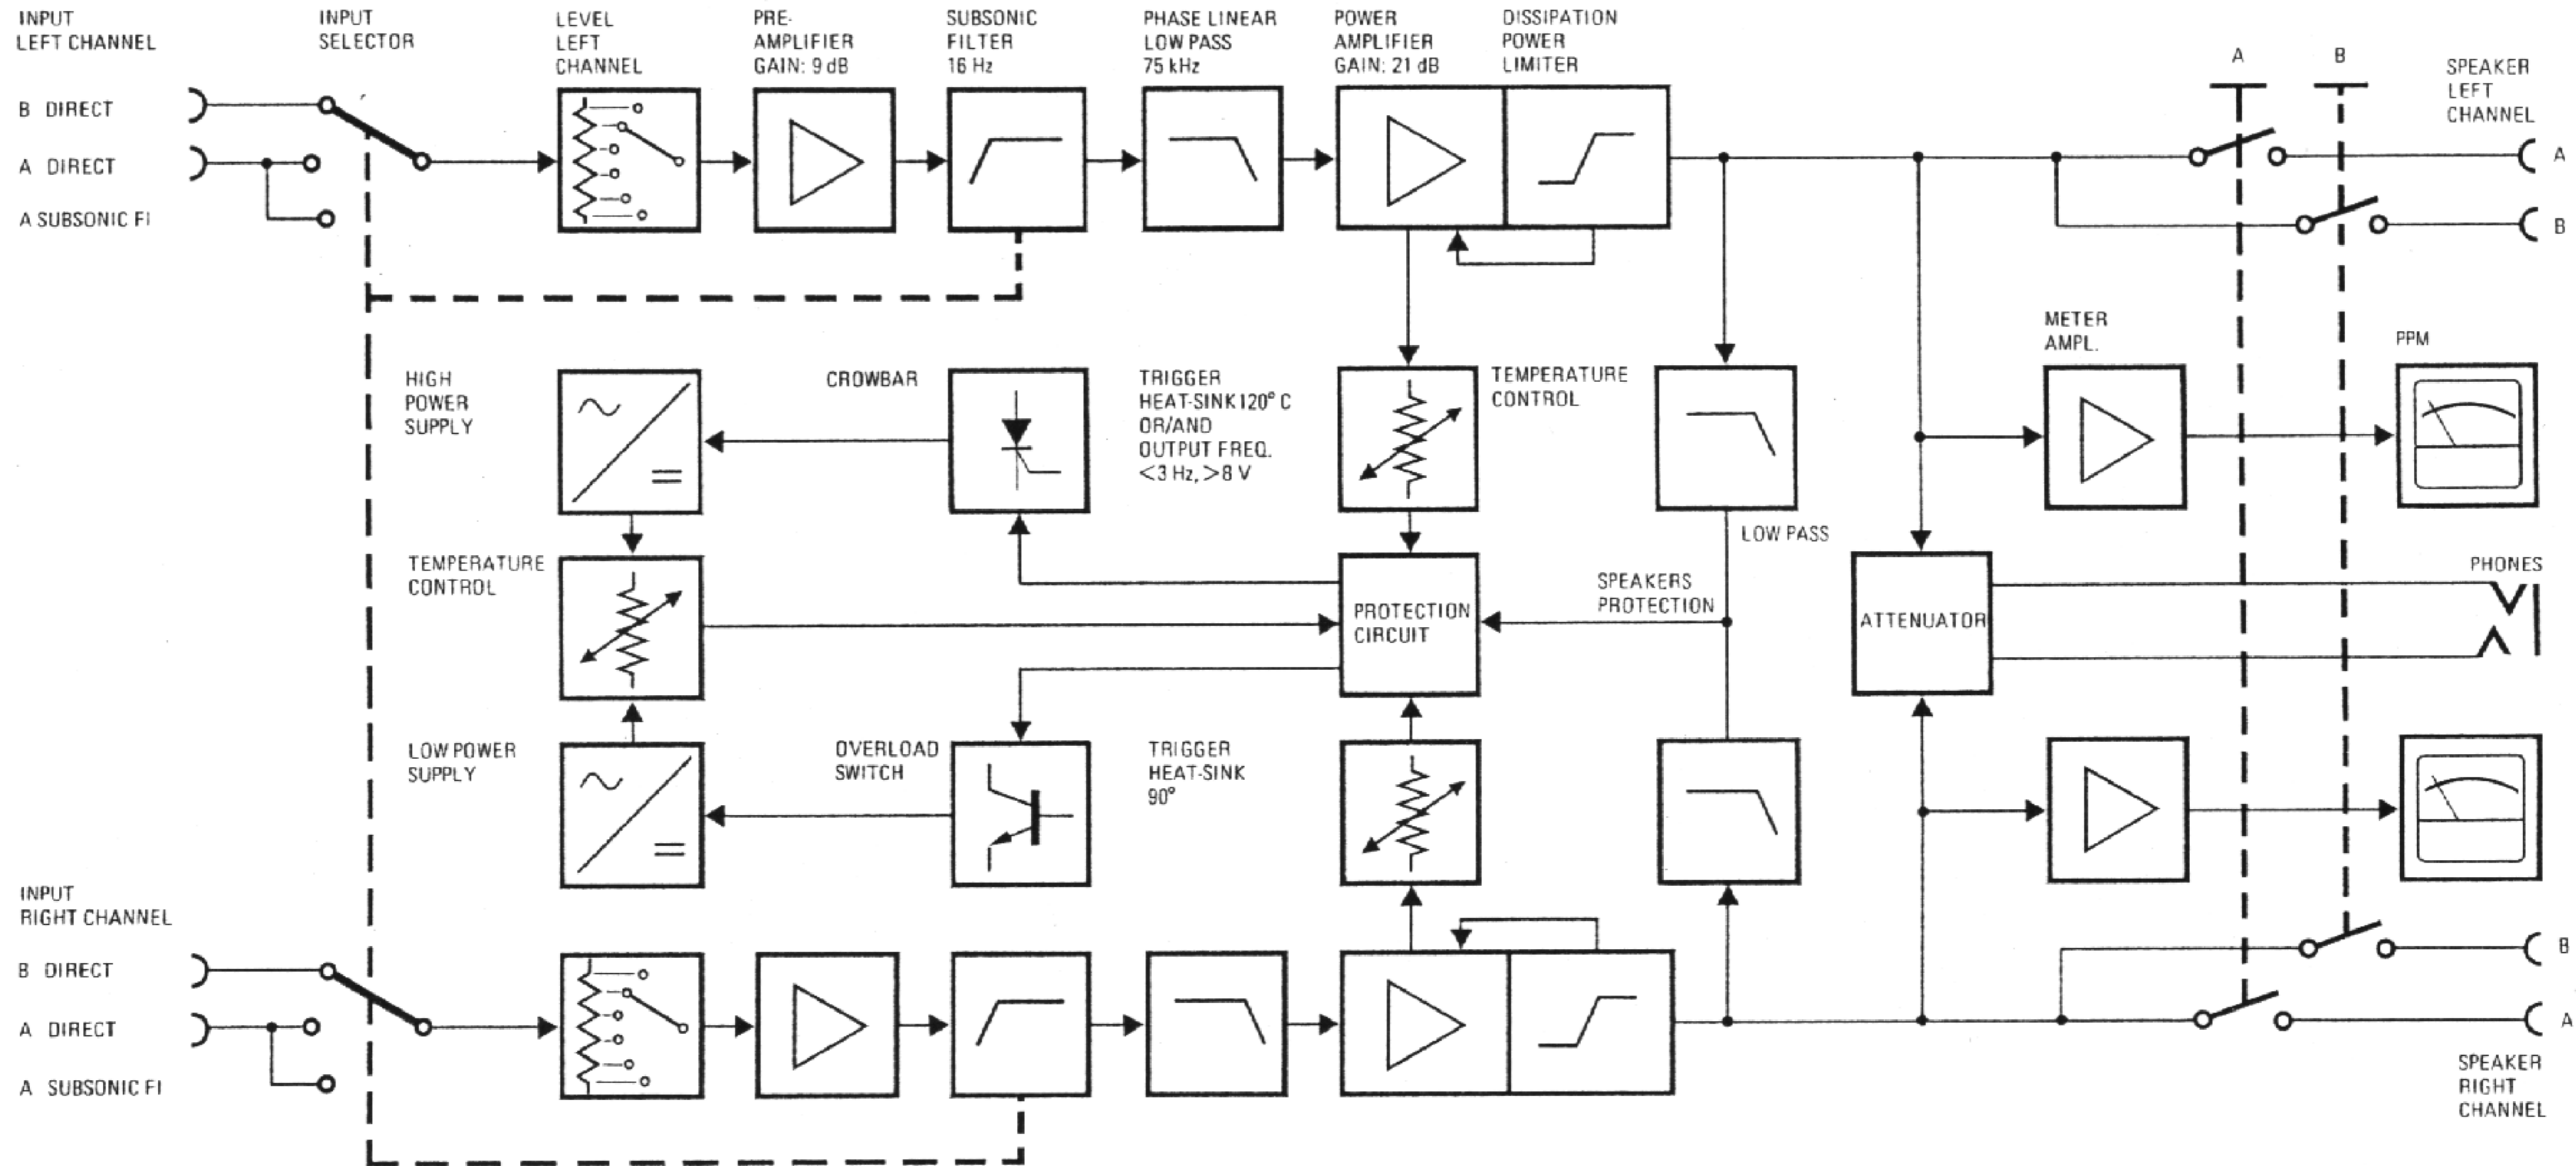 INPUT
LEFT CHANNEL
INPUT
SELECTOR
LEVEL
LEFT
CHANNEL
PRE-
AMPLIFIER
GAIN: 9 dB
SUBSONIC
FILTER
16 Hz
PHASE LINEAR
LOW PASS
75 kHz
POWER
AMPLIFIER
GAIN: 21 dB
DISSIPATION
POWER
LIMITER
A
B
SPEAKER
LEFT
CHANNEL
B DIRECT
A DIRECT
A SUBSONIC FI
A
B
METER
AMPL.
PPM
HIGH
POWER
SUPPLY
CROWBAR
TRIGGER
HEAT-SINK 120° C
OR/AND
OUTPUT FREQ.
<3 Hz, >8 V
TEMPERATURE
CONTROL
LOW PASS
TEMPERATURE
CONTROL
SPEAKERS
PROTECTION
PROTECTION
CIRCUIT
ATTENUATOR
PHONES
LOW POWER
SUPPLY
OVERLOAD
SWITCH
TRIGGER
HEAT-SINK
90°
INPUT
RIGHT CHANNEL
B DIRECT
A DIRECT
A SUBSONIC FI
B
A
SPEAKER
RIGHT
CHANNEL